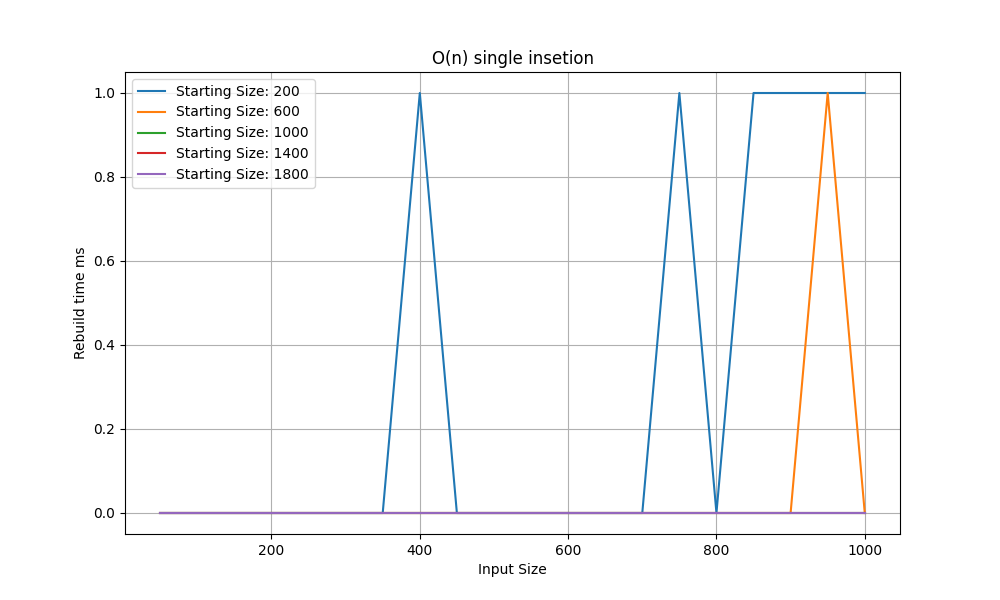 O(n) single insetion
Starting Size: 200
Starting Size: 600
Starting Size: 1000
Starting Size: 1400
Starting Size: 1800
Rebuild time ms
1.0
0.8
0.6
0.4
0.2
0.0
200 400 600 800 1000
Input Size